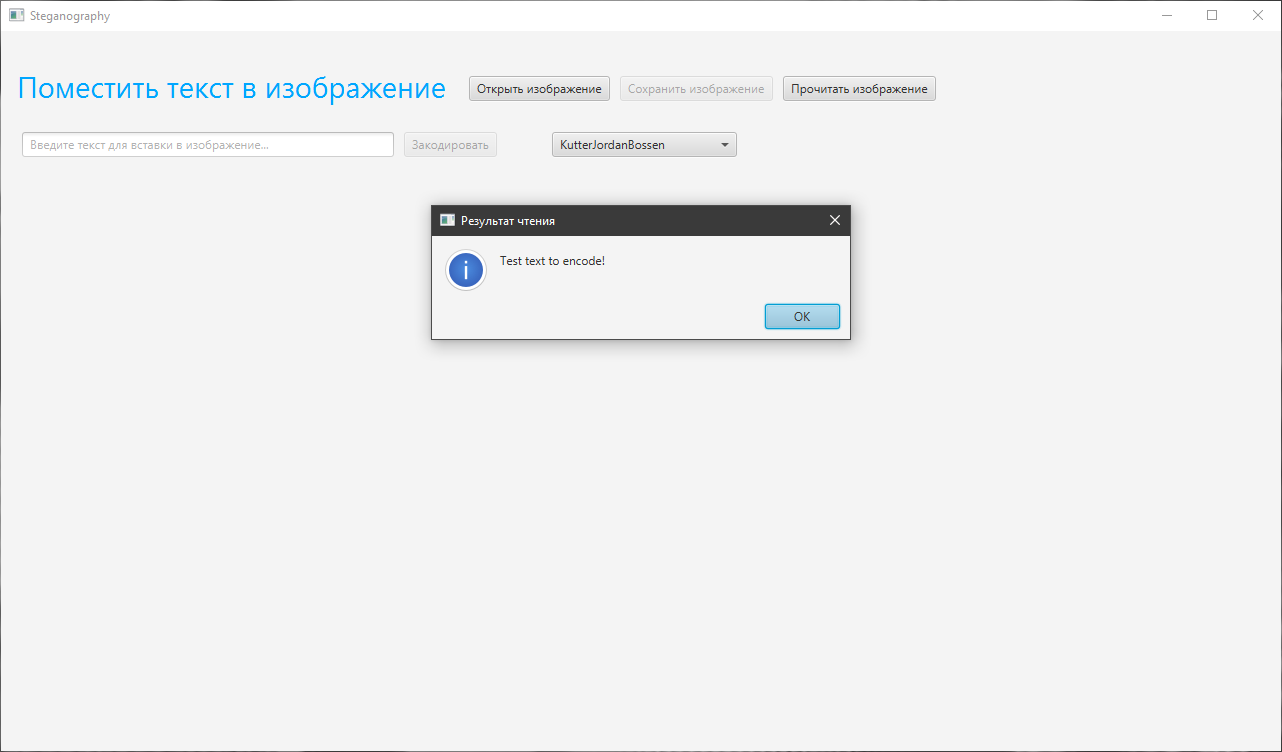 Steganography
Поместить текст в изображение
Открыть изображение
Сохранить изображение
Прочитать изображение
Введите текст для вставки в изображение...
Закодировать
KutterJordanBossen
Результат чтения
Test text to encode!
OK